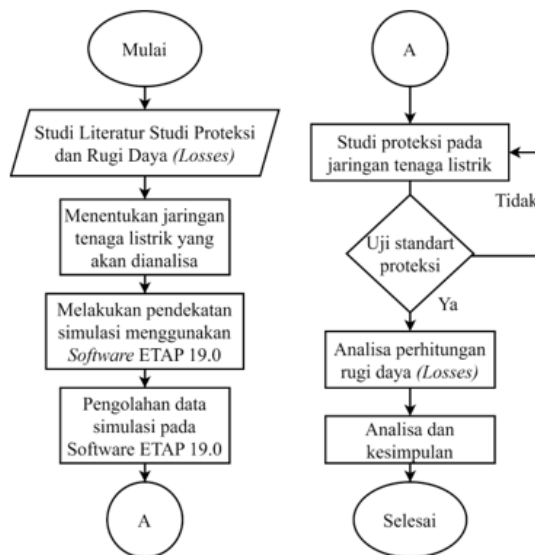 Mulai
Studi Literatur Studi Proteksi
dan Rugi Daya (Losses)
Menentukan jaringan
tenaga listrik yang
akan dianalisa
Melakukan pendekatan
simulasi menggunakan
Software ETAP 19.0
Pengolahan data
simulasi pada
Software ETAP 19.0
A
A
Studi proteksi pada
jaringan tenaga listrik
Tidak
Uji standart
proteksi
Ya
Analisa perhitungan
rugi daya (Losses)
Analisa dan
kesimpulan
Selesai